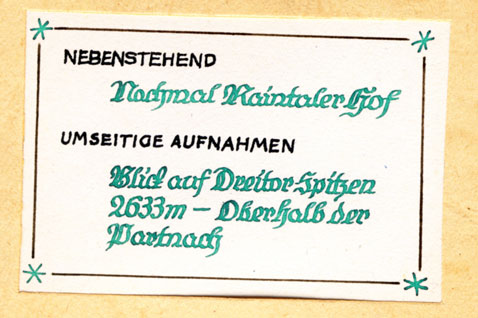 NEBENSTEHEND
Nochmal Raintaler Hof
UMSEITIGE AUFNAHMEN
Blick auf Dreitor-Spitzen
2633m – Oberhalb der
Partnach